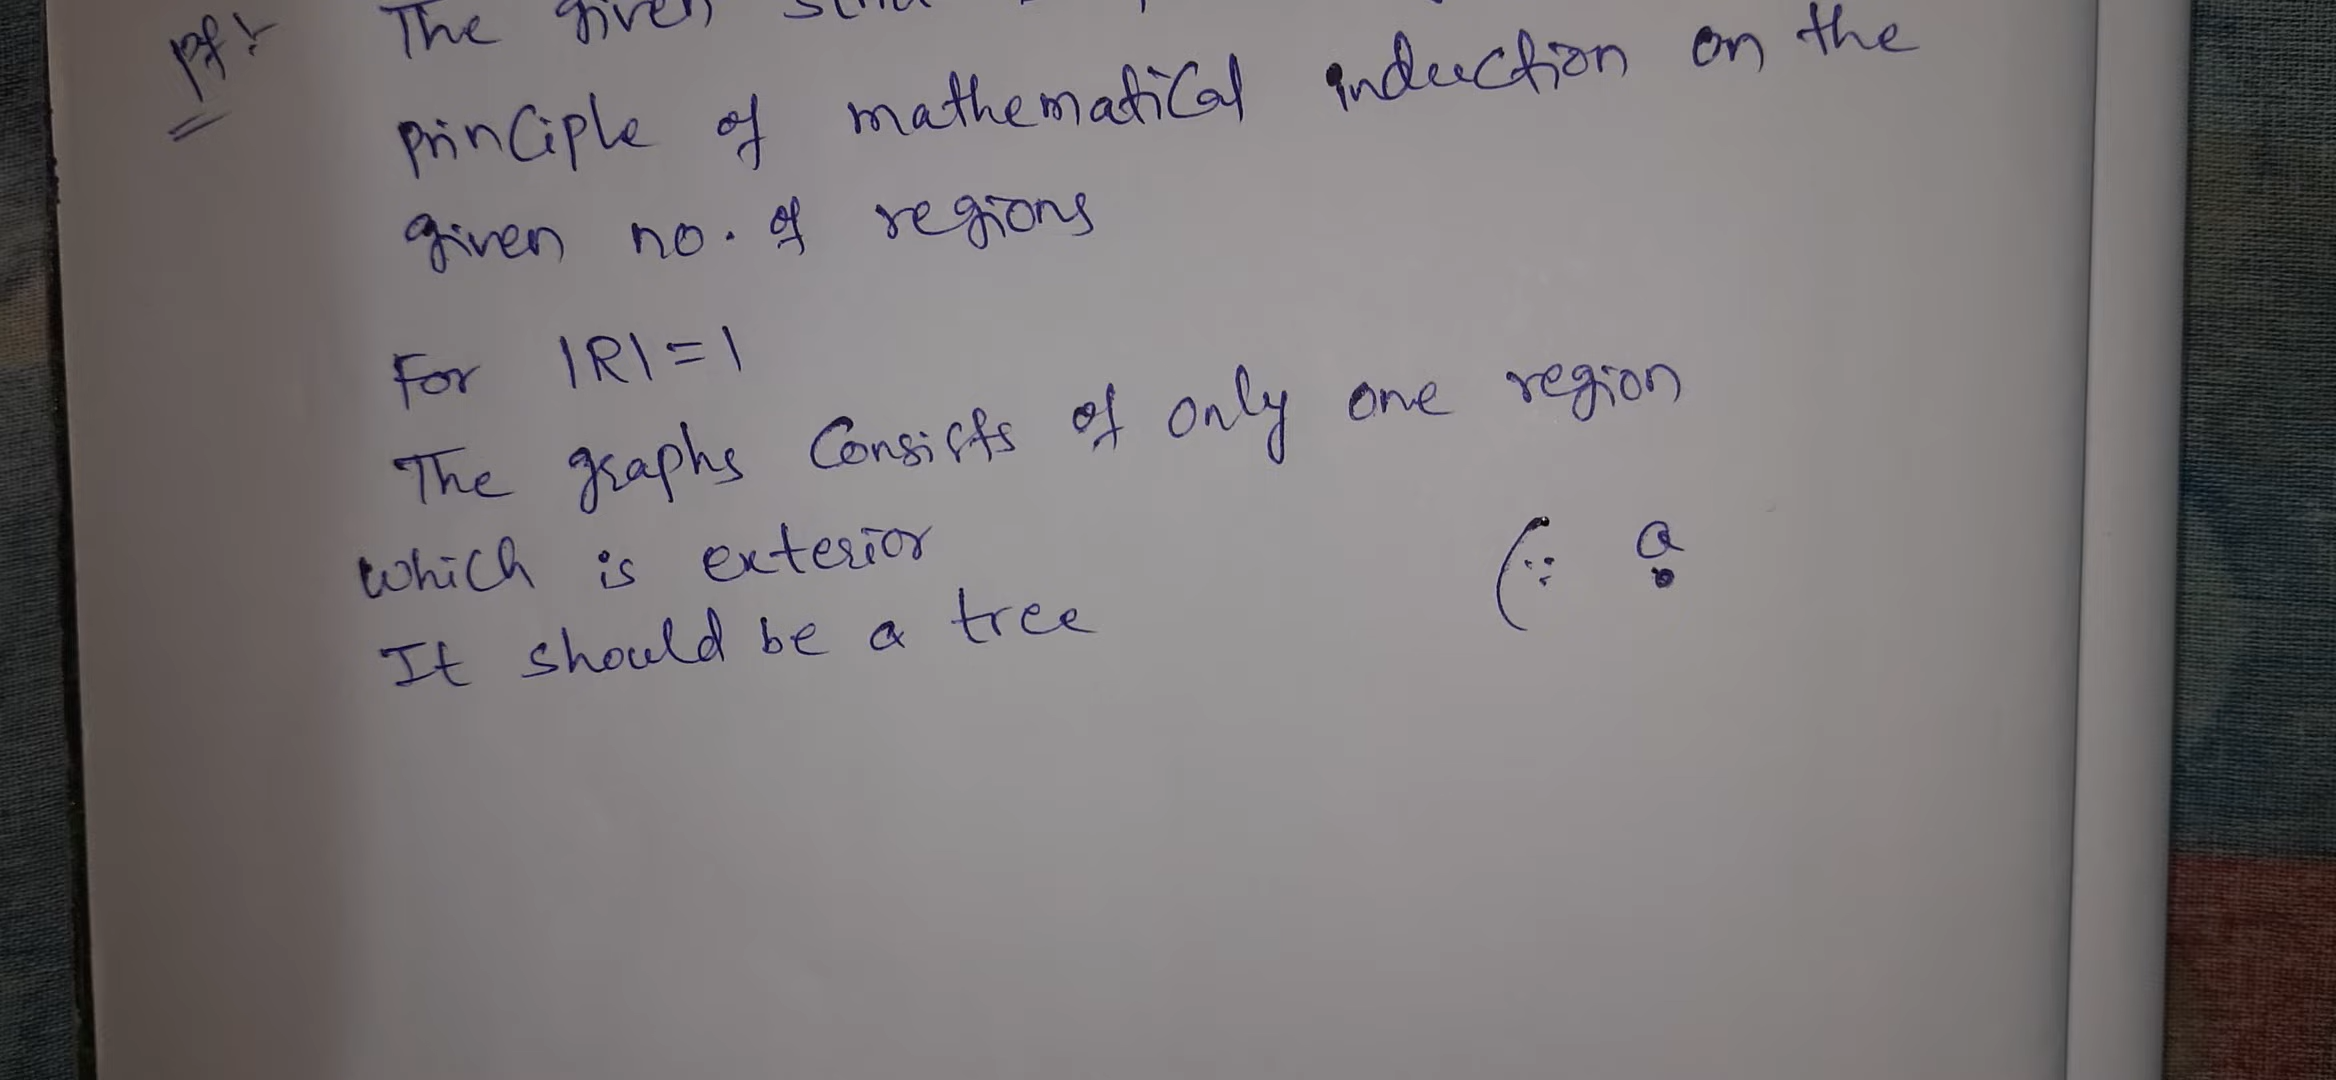 Pf:- The given
principle of mathematical induction on the
given no. of regions
For |R|=1
The graphs Consists of only one region
which is exterior
(∵ a
It should be a tree